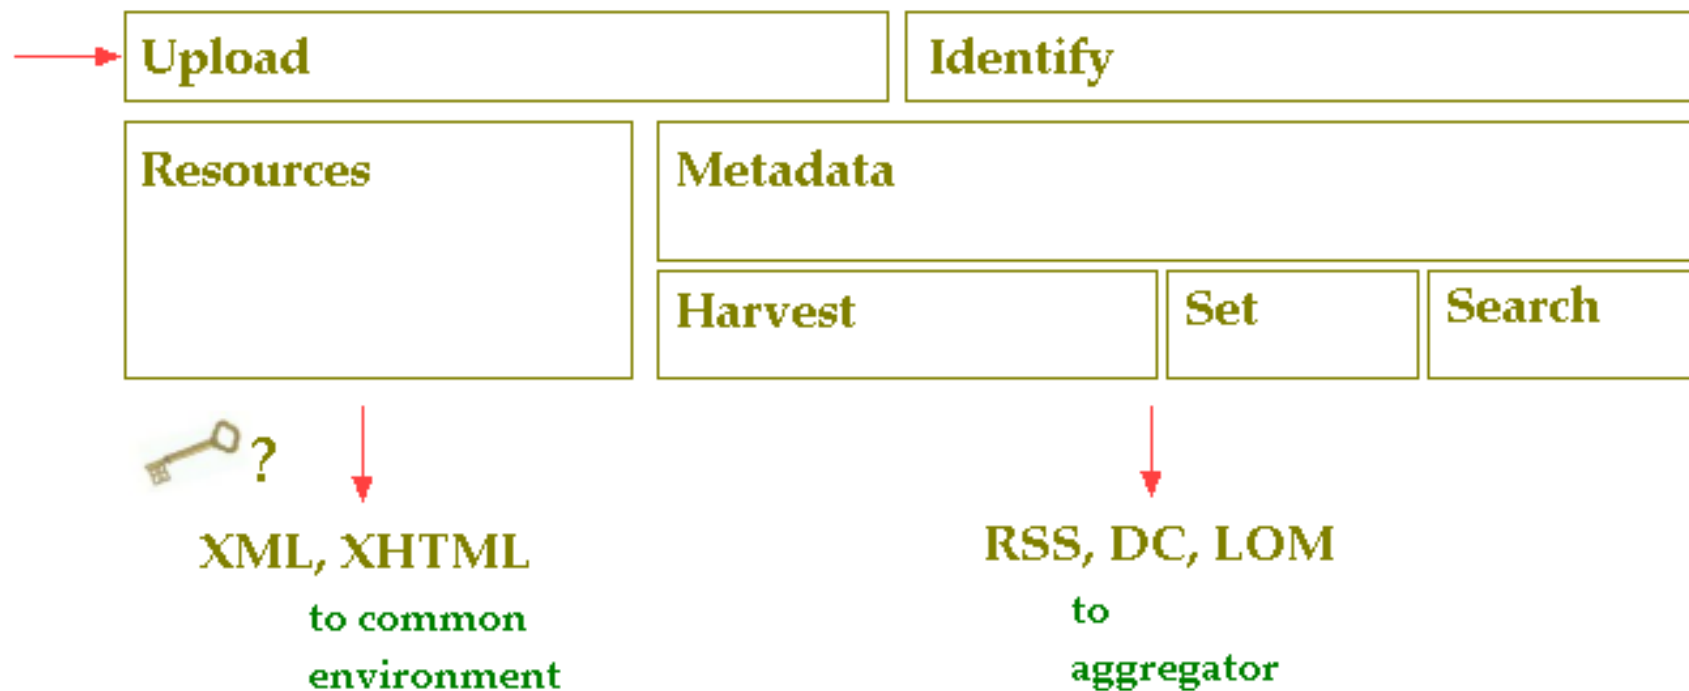 Upload
Identify
Resources
Metadata
Harvest
Set
Search
?
XML, XHTML
to common
environment
RSS, DC, LOM
to
aggregator